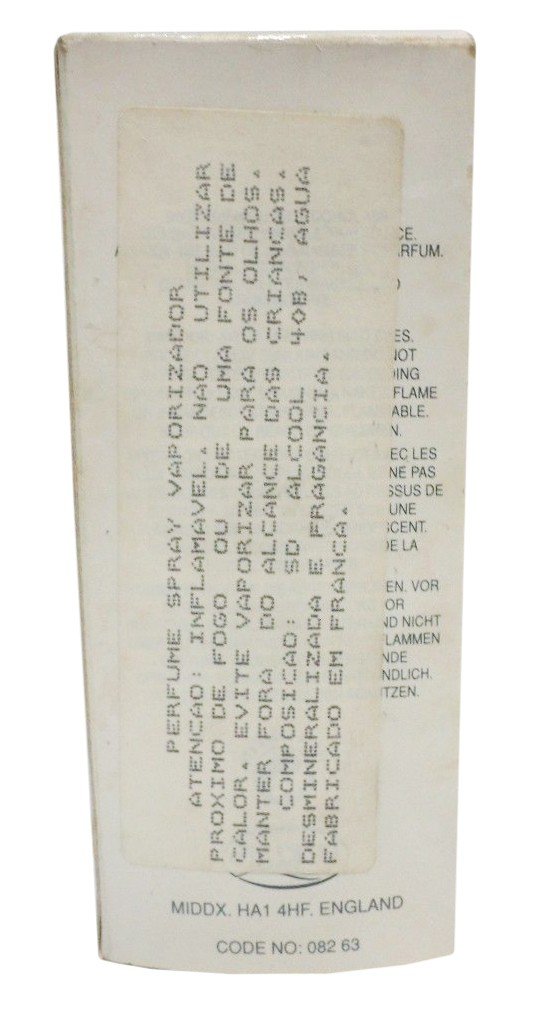 PERFUME SPRAY VAPORIZADOR
ATENCAO: INFLAMAVEL. NAO UTILIZAR
PROXIMO DE FOGO OU DE UMA FONTE DE
CALOR. EVITE VAPORIZAR PARA OS OLHOS.
MANTER FORA DO ALCANCE DAS CRIANCAS.
COMPOSICAO: SD ALCOOL 40B, AGUA
DESMINERALIZADA E FRAGANCIA.
FABRICADO EM FRANCA.
CE.
ARFUM.
ES.
NOT
DING
FLAME
ABLE.
N.
EC LES
NE PAS
SSUS DE
UNE
SCENT.
DE LA
EN. VOR
OR
ND NICHT
LAMMEN
NDE
NDLICH.
ITZEN.
MIDDX. HA1 4HF. ENGLAND
CODE NO: 082 63